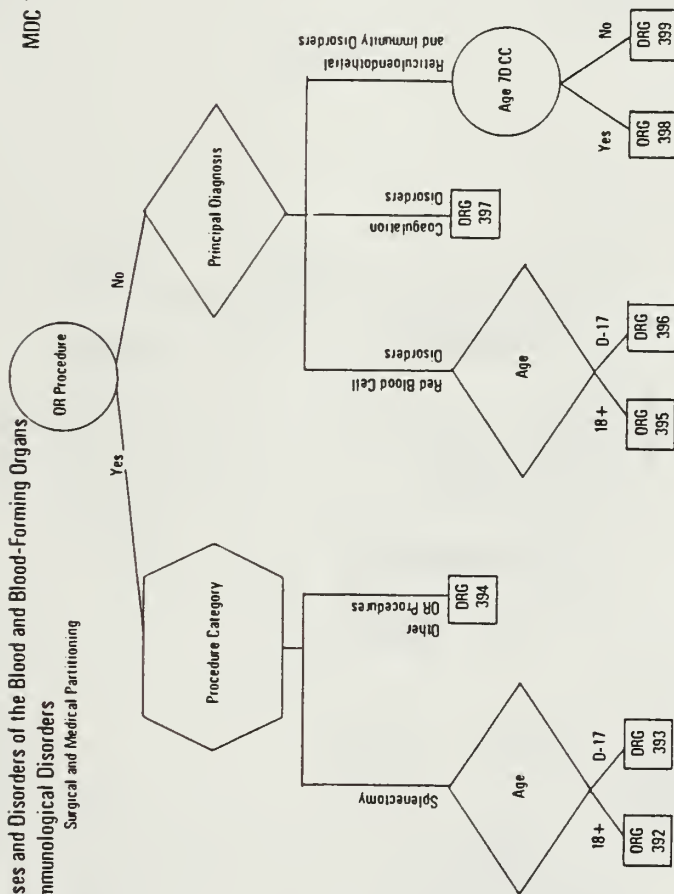 MDC
ses and Disorders of the Blood and Blood-Forming Organs
mmunological Disorders
Surgical and Medical Partitioning
OR Procedure
Yes
No
Procedure Category
Principal Diagnosis
Splenectomy
Other
OR Procedures
Red Blood Cell
Disorders
Coagulation
Disorders
Reticuloendothelial
and Immunity Disorders
Age
DRG
394
Age
DRG
397
Age 70 CC
18+
0-17
18+
0-17
Yes
No
DRG
392
DRG
393
DRG
395
DRG
396
DRG
398
DRG
399